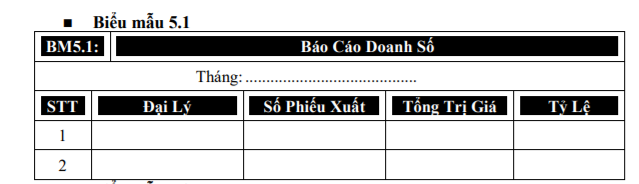 ▪ Biểu mẫu 5.1
BM5.1: Báo Cáo Doanh Số
Tháng: ..........................................
STT Đại Lý Số Phiếu Xuất Tổng Trị Giá Tỷ Lệ
1
2